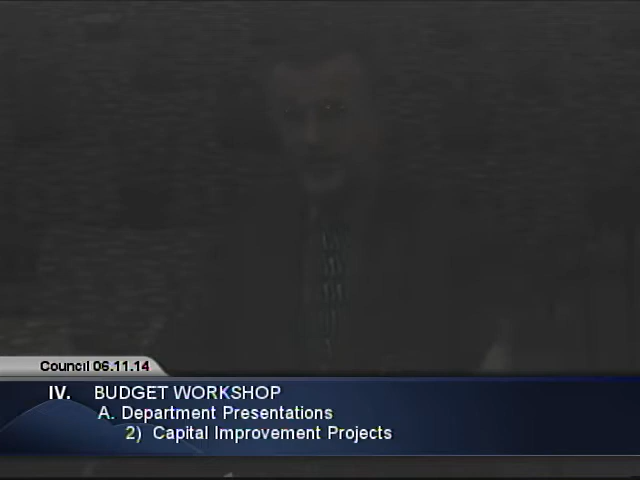 Council 06.11.14
IV. BUDGET WORKSHOP
A. Department Presentations
2) Capital Improvement Projects